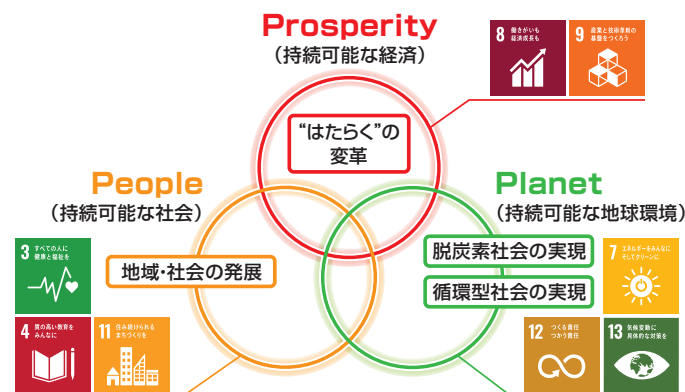 Prosperity
(持続可能な経済)
8 働きがいも
経済成長も
9 産業と技術革新の
基盤をつくろう
“はたらく”の
変革
People
(持続可能な社会)
Planet
(持続可能な地球環境)
3 すべての人に
健康と福祉を
地域・社会の発展
脱炭素社会の実現
循環型社会の実現
7 エネルギーをみんなに
そしてクリーンに
4 質の高い教育を
みんなに
11 住み続けられる
まちづくりを
12 つくる責任
つかう責任
13 気候変動に
具体的な対策を